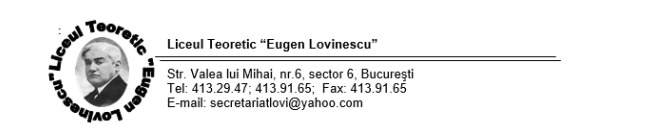 Liceul Teoretic "Eugen Lovinescu"
Liceul Teoretic “Eugen Lovinescu”
Str. Valea lui Mihai, nr.6, sector 6, Bucureşti
Tel: 413.29.47; 413.91.65;  Fax: 413.91.65
E-mail: secretariatlovi@yahoo.com